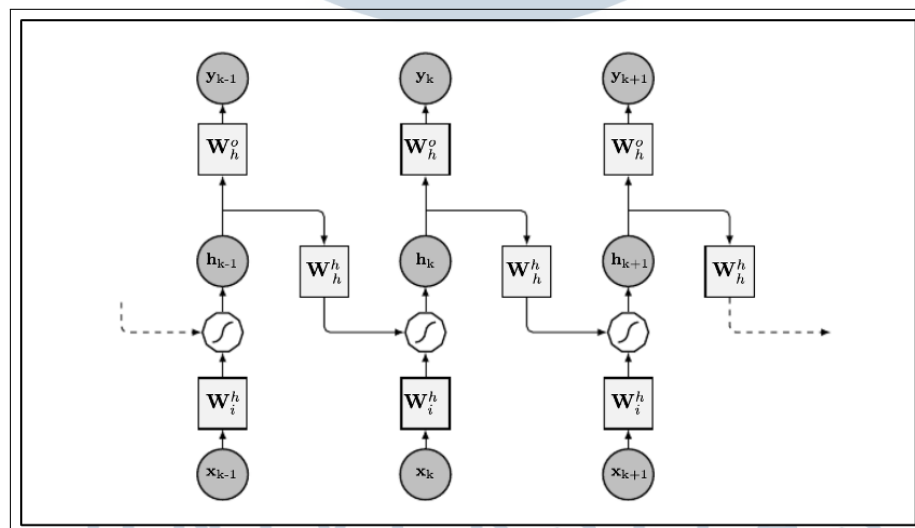 y_{k-1} y_k y_{k+1}
W_h^o W_h^o W_h^o
h_{k-1} W_h^h h_k W_h^h h_{k+1} W_h^h
W_i^h W_i^h W_i^h
x_{k-1} x_k x_{k+1}